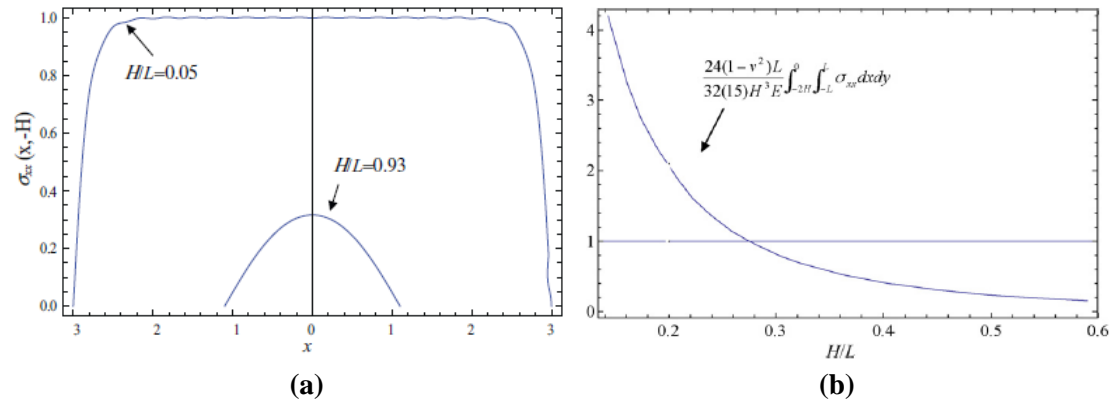 1.0
0.8
0.6
0.4
0.2
0.0
σxx(x,-H)
H/L=0.05
H/L=0.93
3 2 1 0 1 2 3
x
(a)
4
3
2
1
0
24(1-ν²)L
32(15)H³E
∫⁰₋₂H ∫ᴸ₋L σxx dxdy
0.2 0.3 0.4 0.5 0.6
H/L
(b)